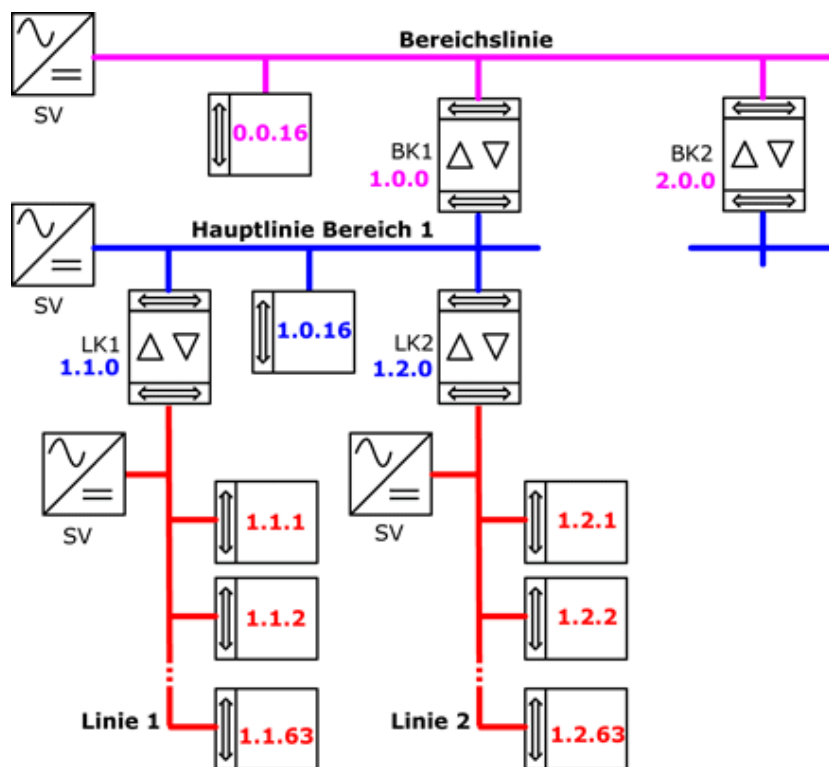 Bereichslinie
SV
0.0.16
BK1
1.0.0
BK2
2.0.0
Hauptlinie Bereich 1
SV
LK1
1.1.0
1.0.16
LK2
1.2.0
SV
1.1.1
SV
1.2.1
1.1.2
1.2.2
Linie 1
1.1.63
Linie 2
1.2.63